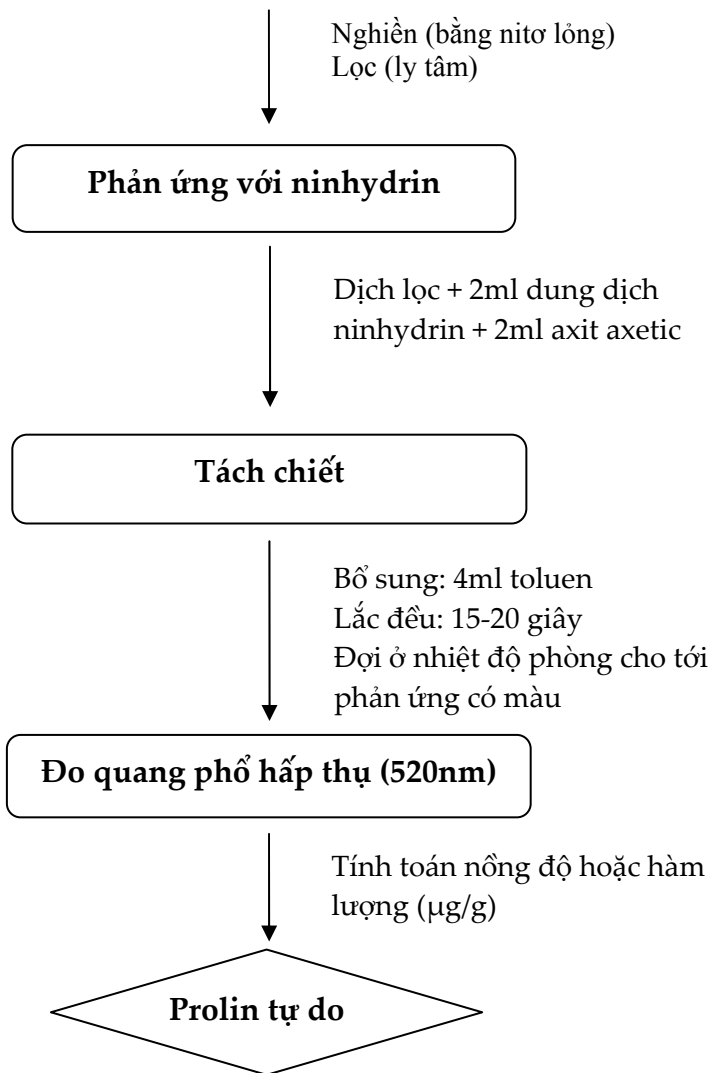 Nghiền (bằng nitơ lỏng)
Lọc (ly tâm)
Phản ứng với ninhydrin
Dịch lọc + 2ml dung dịch
ninhydrin + 2ml axit axetic
Tách chiết
Bổ sung: 4ml toluen
Lắc đều: 15-20 giây
Đợi ở nhiệt độ phòng cho tới
phản ứng có màu
Đo quang phổ hấp thụ (520nm)
Tính toán nồng độ hoặc hàm
lượng (μg/g)
Prolin tự do